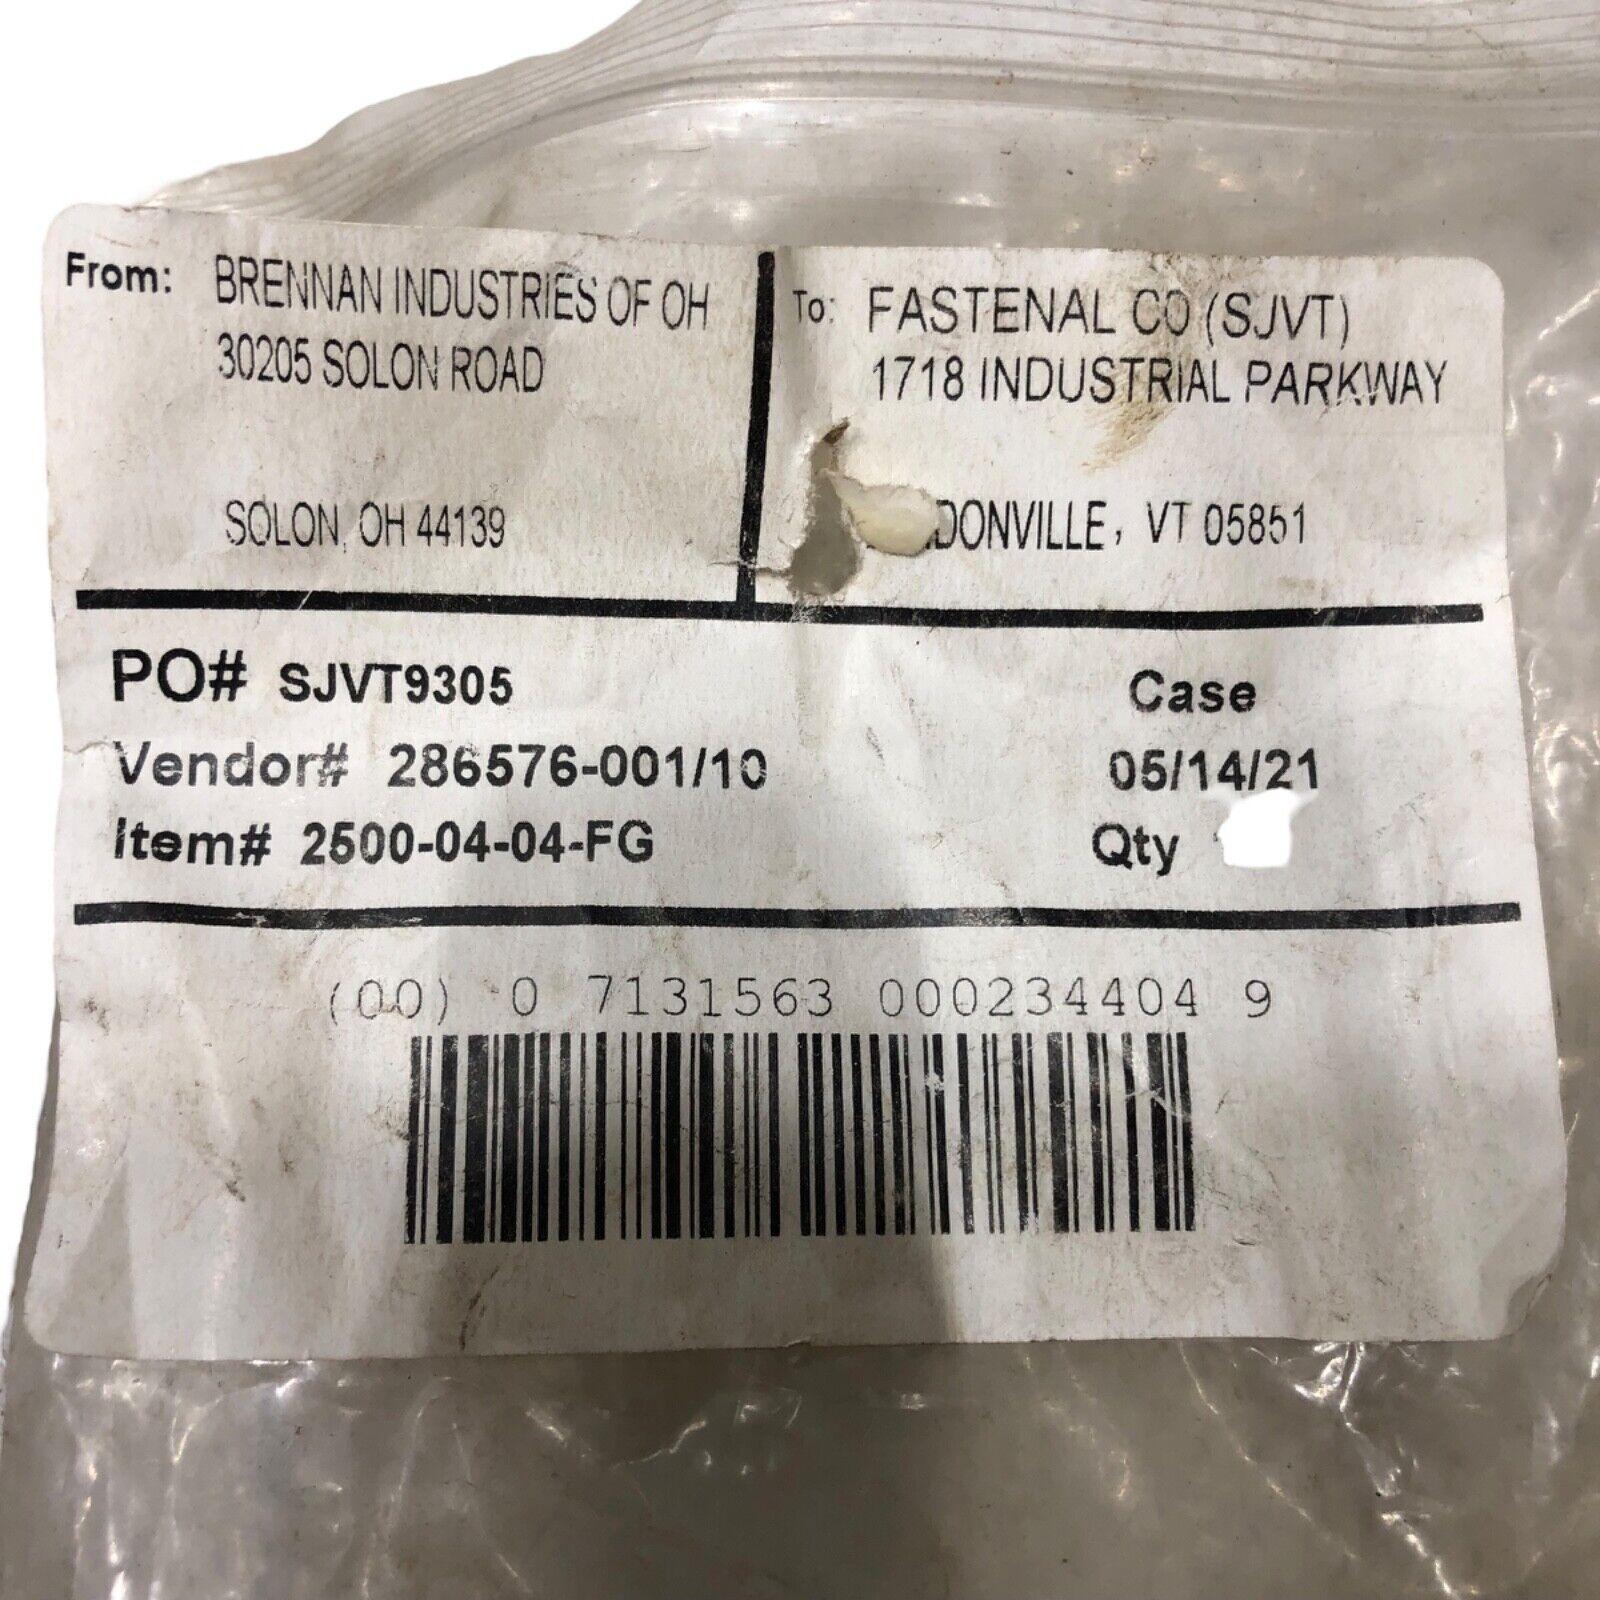 From: BRENNAN INDUSTRIES OF OH
30205 SOLON ROAD
SOLON, OH 44139
To: FASTENAL CO (SJVT)
1718 INDUSTRIAL PARKWAY
VT 05851
PO# SJVT9305
Vendor# 286576-001/10
Item# 2500-04-04-FG
Case
05/14/21
Qty
(00) 0 7131563 000234404 9